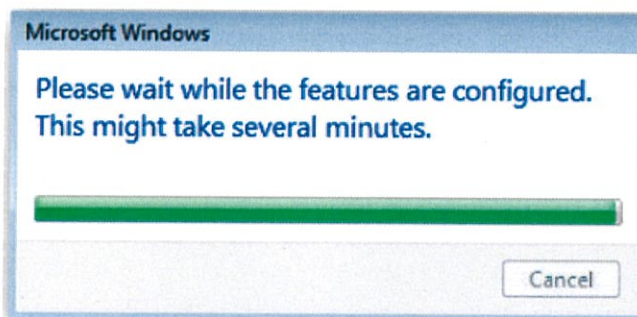 Microsoft Windows
Please wait while the features are configured.
This might take several minutes.
Cancel